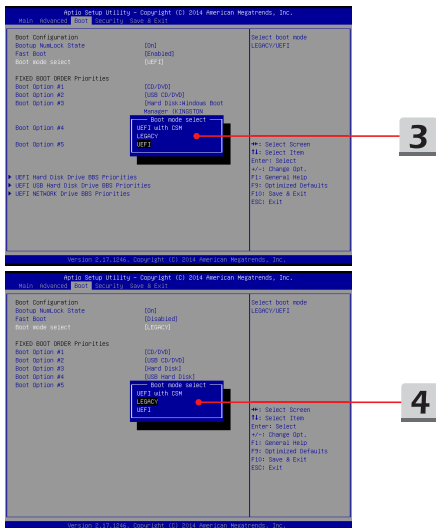 Aptio Setup Utility - Copyright (C) 2014 American Megatrends, Inc.
Main Advanced Boot Security Save & Exit
Boot Configuration
Bootup NumLock State [On]
Fast Boot [Enabled]
Boot mode select [UEFI]
FIXED BOOT ORDER Priorities
Boot Option #1 [CD/DVD]
Boot Option #2 [USB CD/DVD]
Boot Option #3 [Hard Disk:Windows Boot
Manager (KINGSTON
Boot Option #4
Boot Option #5
Boot mode select
UEFI with CSM
LEGACY
UEFI
UEFI Hard Disk Drive BBS Priorities
UEFI USB Hard Disk Drive BBS Priorities
UEFI NETWORK Drive BBS Priorities
Select boot mode
LEGACY/UEFI
→←: Select Screen
↑↓: Select Item
Enter: Select
+/-: Change Opt.
F1: General Help
F9: Optimized Defaults
F10: Save & Exit
ESC: Exit
Version 2.17.1246. Copyright (C) 2014 American Megatrends, Inc.
3
Aptio Setup Utility - Copyright (C) 2014 American Megatrends, Inc.
Main Advanced Boot Security Save & Exit
Boot Configuration
Bootup NumLock State [On]
Fast Boot [Disabled]
Boot mode select [LEGACY]
FIXED BOOT ORDER Priorities
Boot Option #1 [CD/DVD]
Boot Option #2 [USB CD/DVD]
Boot Option #3 [Hard Disk]
Boot Option #4 [USB Hard Disk]
Boot Option #5
Boot mode select
UEFI with CSM
LEGACY
UEFI
Select boot mode
LEGACY/UEFI
→←: Select Screen
↑↓: Select Item
Enter: Select
+/-: Change Opt.
F1: General Help
F9: Optimized Defaults
F10: Save & Exit
ESC: Exit
Version 2.17.1246. Copyright (C) 2014 American Megatrends, Inc.
4